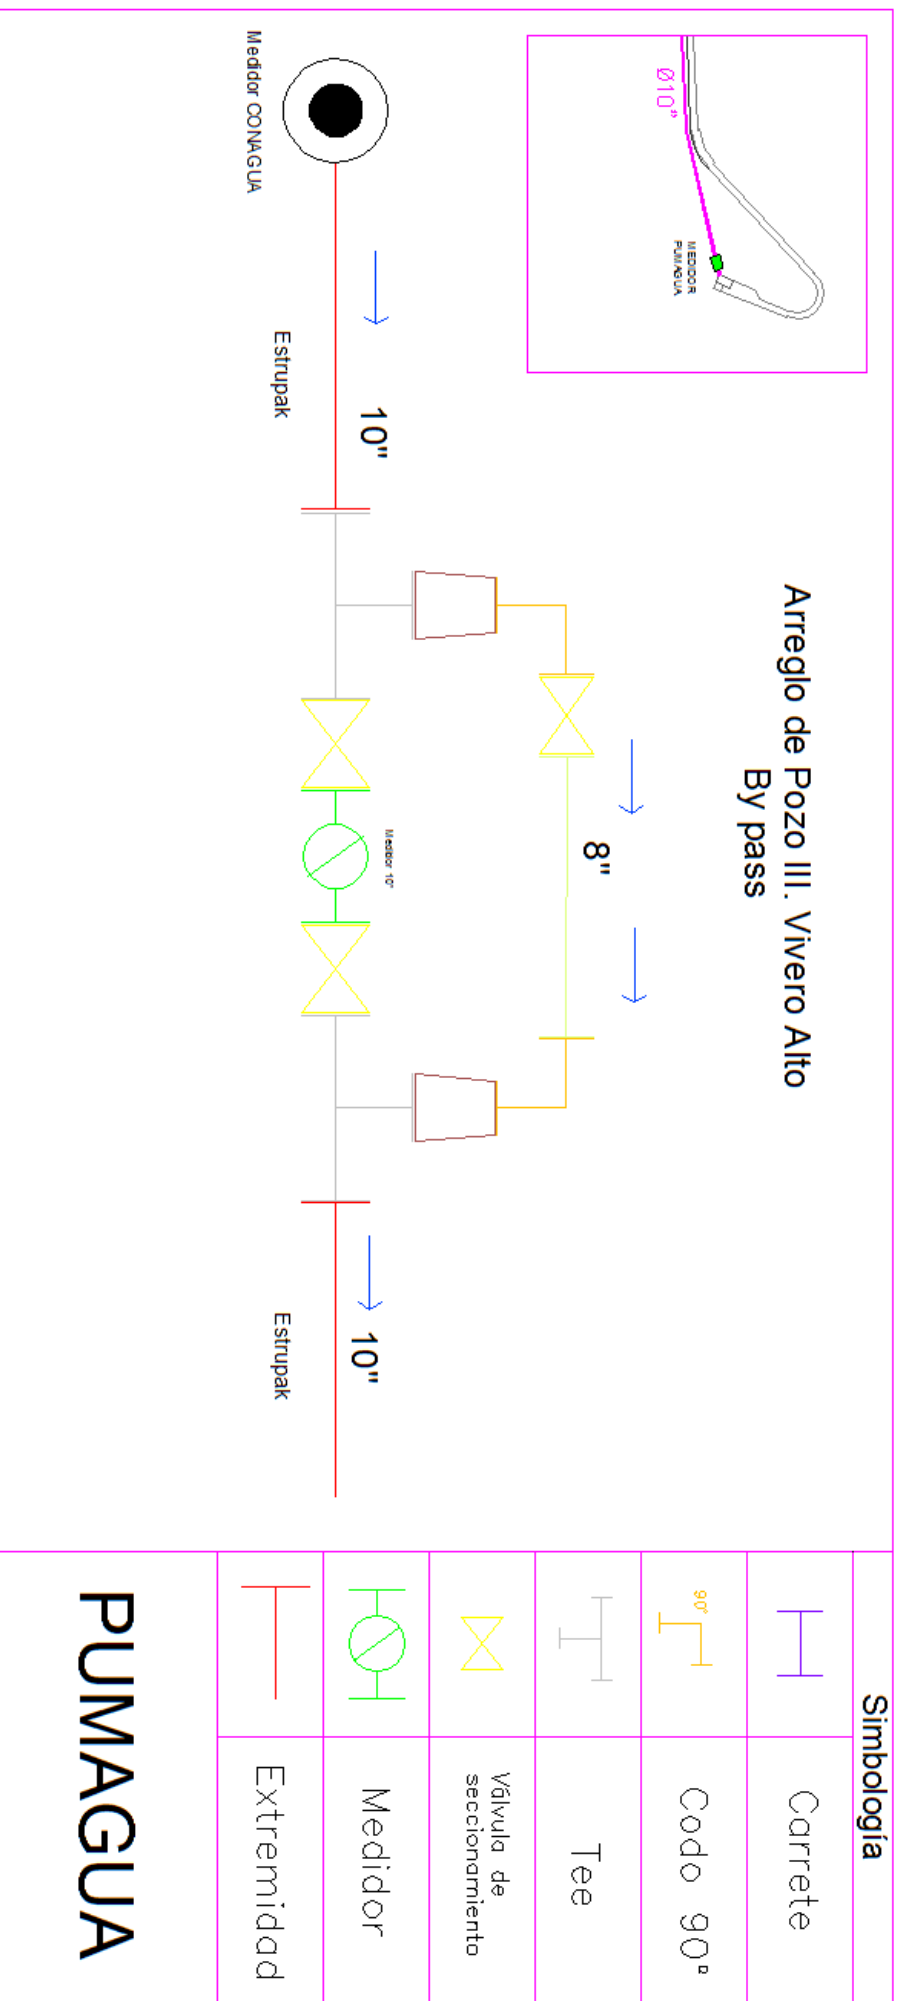 Arreglo de Pozo III. Vivero Alto
By pass
Ø10"
MEDIDOR
PUMAGUA
8"
Medidor 10"
10"
10"
Estrupak
Estrupak
Medidor CONAGUA
Simbología
Carrete
90°
Codo 90°
Tee
Válvula de
seccionamiento
Medidor
Extremidad
PUMAGUA